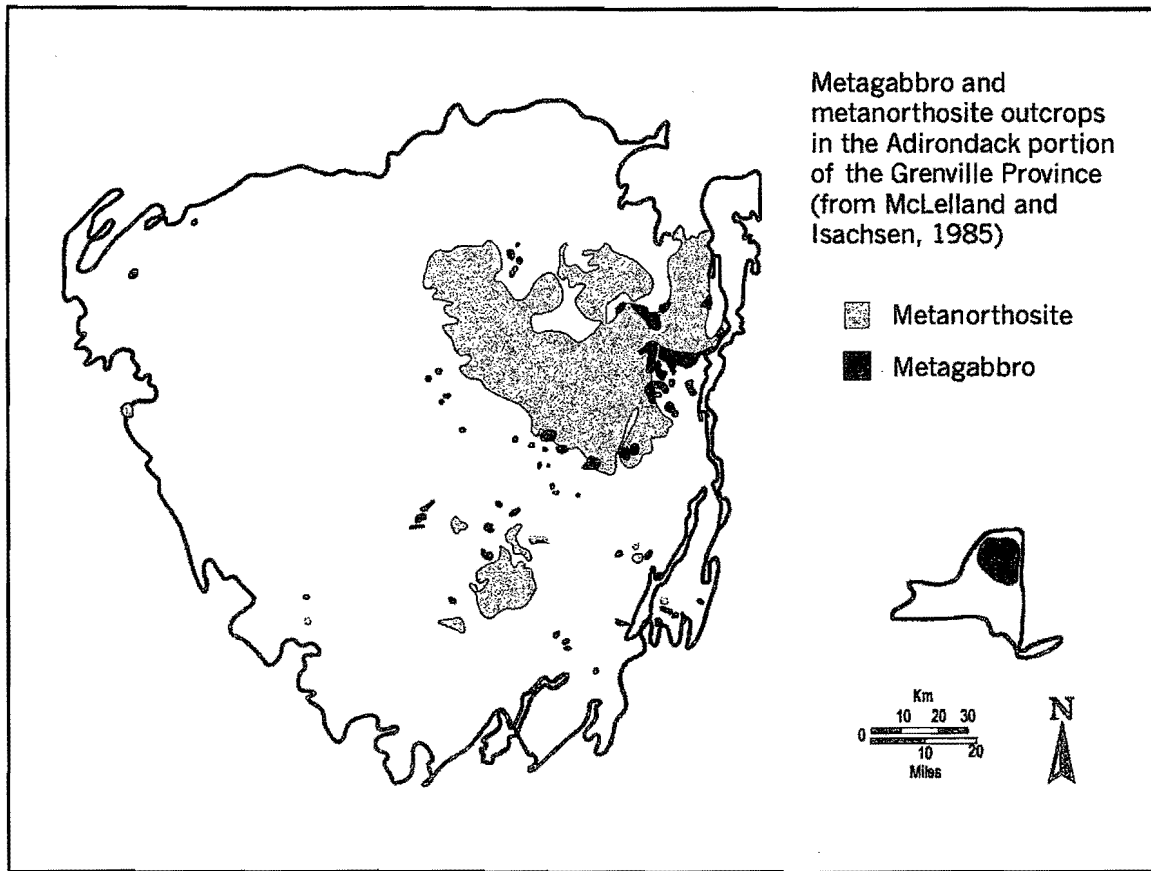 Metagabbro and
metanorthosite outcrops
in the Adirondack portion
of the Grenville Province
(from McLelland and
Isachsen, 1985)
Metanorthosite
Metagabbro
Km
10 20 30
0
10 20
Miles
N